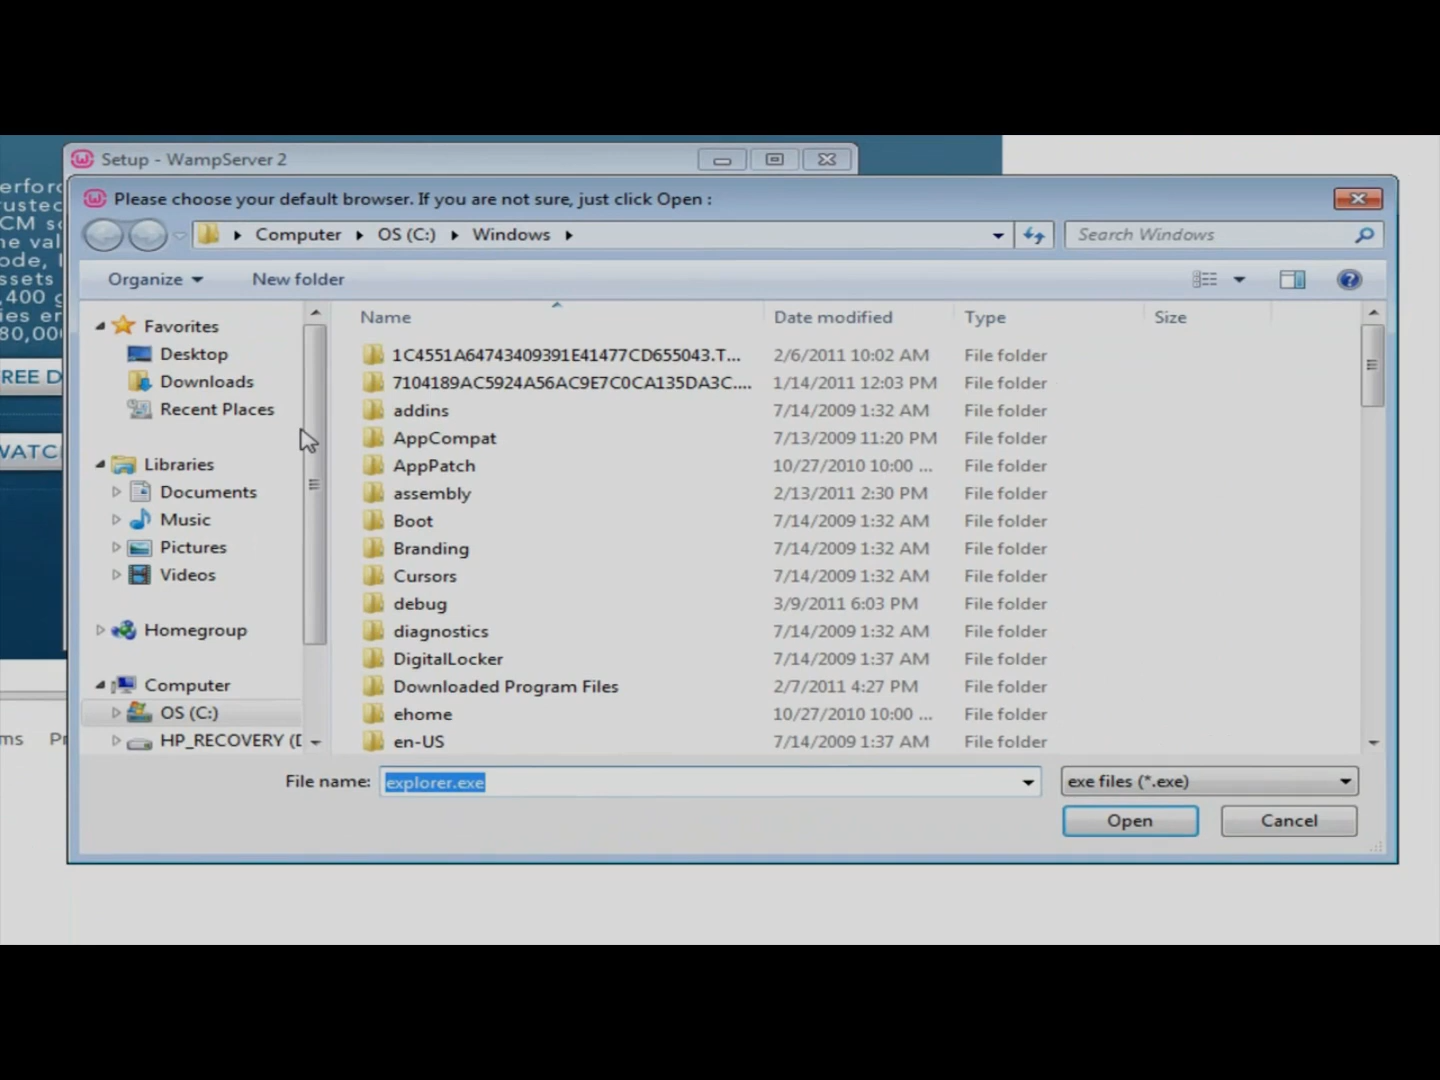 Setup - WampServer 2
Please choose your default browser. If you are not sure, just click Open :
Computer OS (C:) Windows
Search Windows
Organize
New folder
Name Date modified Type Size
Favorites
Desktop
Downloads
Recent Places
Libraries
Documents
Music
Pictures
Videos
Homegroup
Computer
OS (C:)
HP_RECOVERY (D
1C4551A64743409391E41477CD655043.T... 2/6/2011 10:02 AM File folder
7104189AC5924A56AC9E7C0CA135DA3C.... 1/14/2011 12:03 PM File folder
addins 7/14/2009 1:32 AM File folder
AppCompat 7/13/2009 11:20 PM File folder
AppPatch 10/27/2010 10:00 ... File folder
assembly 2/13/2011 2:30 PM File folder
Boot 7/14/2009 1:32 AM File folder
Branding 7/14/2009 1:32 AM File folder
Cursors 7/14/2009 1:32 AM File folder
debug 3/9/2011 6:03 PM File folder
diagnostics 7/14/2009 1:32 AM File folder
DigitalLocker 7/14/2009 1:37 AM File folder
Downloaded Program Files 2/7/2011 4:27 PM File folder
ehome 10/27/2010 10:00 ... File folder
en-US 7/14/2009 1:37 AM File folder
File name: explorer.exe
exe files (*.exe)
Open
Cancel